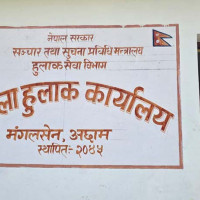 नेपाल सरकार
सञ्चार तथा सूचना प्रविधि मन्त्रालय
हुलाक सेवा विभाग
ला हुलाक कार्यालय
मंगलसेन, अछाम
स्थापितः- २०४५